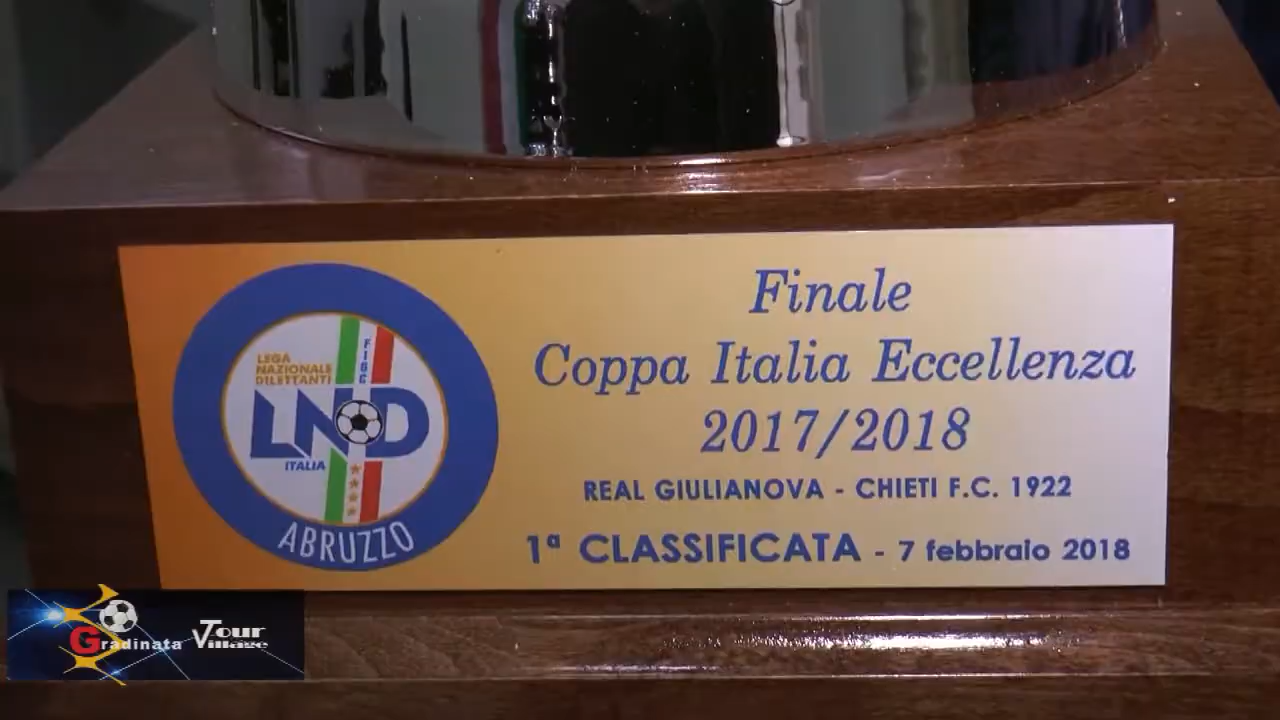 Finale
Coppa Italia Eccellenza
2017/2018
REAL GIULIANOVA - CHIETI F.C. 1922
1ª CLASSIFICATA - 7 febbraio 2018
LEGA
NAZIONALE
DILETTANTI
FIGC
LND
ITALIA
ABRUZZO
Gradinata
Tour
Village